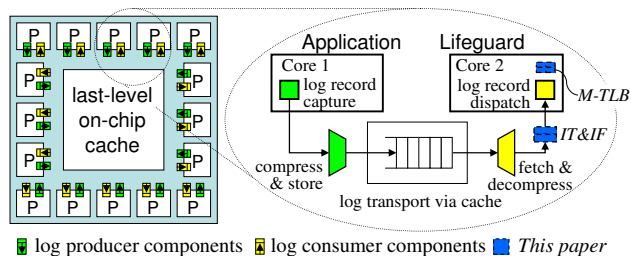 P P P P P
P P
P P
P P
last-level
on-chip
cache
P P P P P
Application
Lifeguard
Core 1
log record
capture
Core 2
log record
dispatch
M-TLB
IT&IF
compress
& store
fetch &
decompress
log transport via cache
log producer components log consumer components This paper